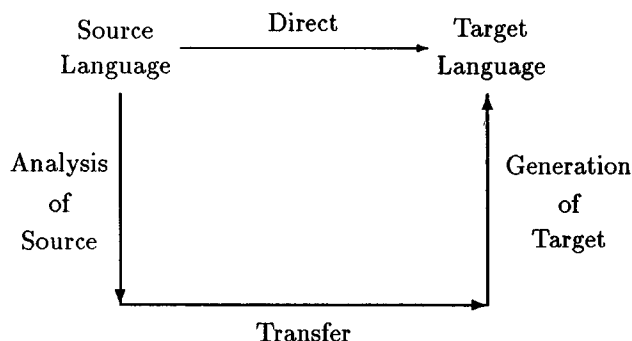 Source
Language
Direct
Target
Language
Analysis
of
Source
Generation
of
Target
Transfer